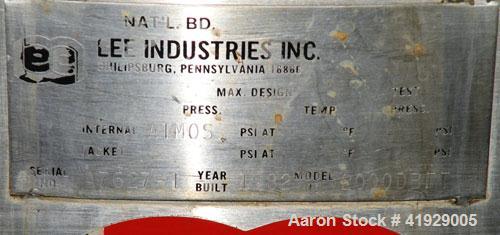 NAT'L. BD.
LEE INDUSTRIES INC.
PHILIPSBURG, PENNSYLVANIA 16866
MAX. DESIGN TEST
PRESS. TEMP. PRESS.
INTERNAL ATMOS PSI AT °F PSI
JACKET PSI AT °F PSI
SERIAL NO. YEAR BUILT MODEL
Aaron Stock # 41929005